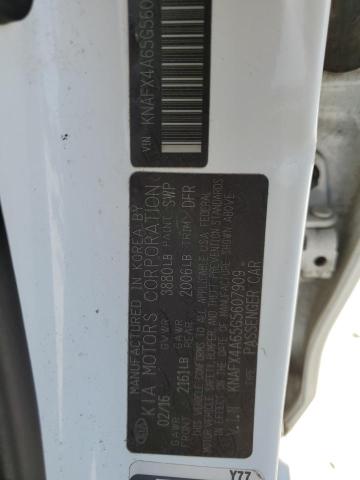 VIN KNAFX4A65G560
MANUFACTURED IN KOREA BY
KIA MOTORS CORPORATION
02/16 GVWR 3880LB PAINT SWP
GAWR FRONT 2161LB GAWR REAR 2006LB TRIM DFR
THIS VEHICLE CONFORMS TO ALL APPLICABLE U.S.A. FEDERAL
MOTOR VEHICLE SAFETY BUMPER AND THEFT PREVENTION STANDARDS
IN EFFECT ON THE DATE OF MANUFACTURE SHOWN ABOVE.
V.I.N : KNAFX4A65G5607909
TYPE : PASSENGER CAR
Y77